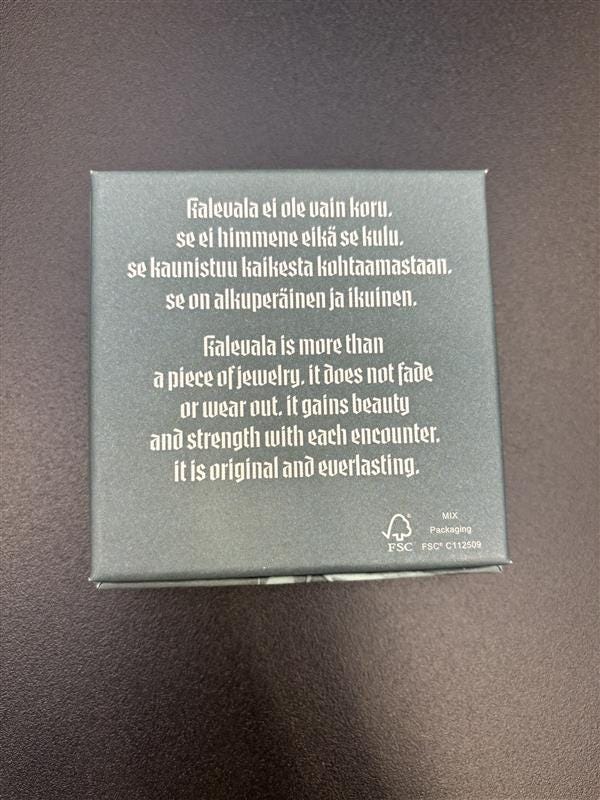 Kalevala ei ole vain koru.
se ei himmene eikä se kulu.
se kaunistuu kaikesta kohtaamastaan.
se on alkuperäinen ja ikuinen.
Kalevala is more than
a piece of jewelry. it does not fade
or wear out. it gains beauty
and strength with each encounter.
it is original and everlasting.
MIX
Packaging
FSC® FSC® C112509